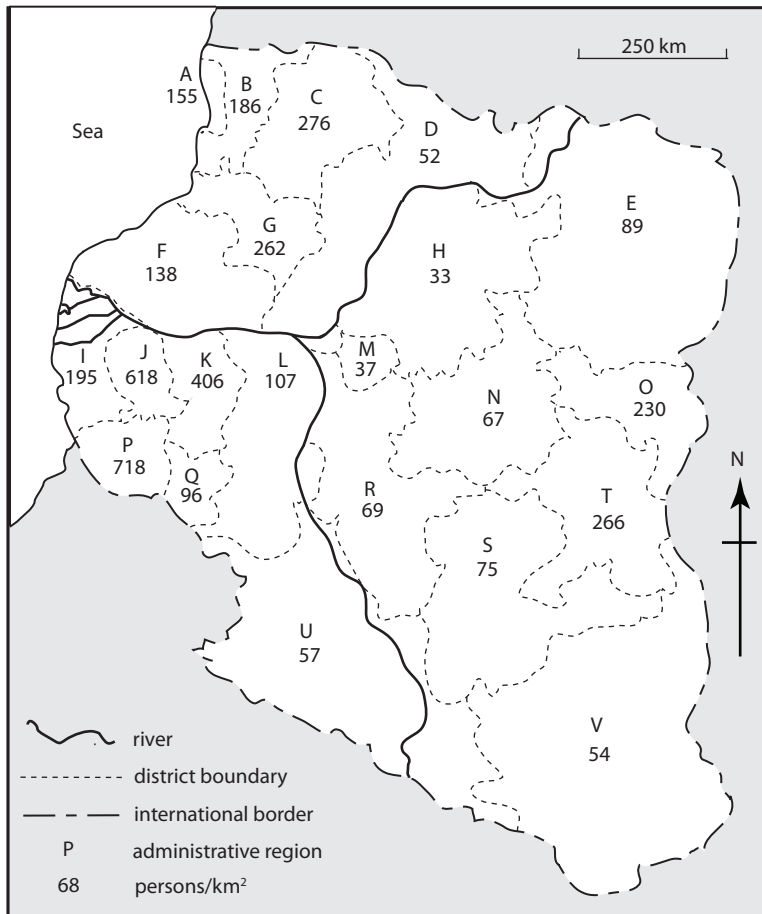 250 km
A
155
B
186
C
276
D
52
Sea
E
89
F
138
G
262
H
33
I
195
J
618
K
406
L
107
M
37
N
67
O
230
P
718
Q
96
R
69
S
75
T
266
N
U
57
V
54
river
district boundary
international border
P administrative region
68 persons/km²